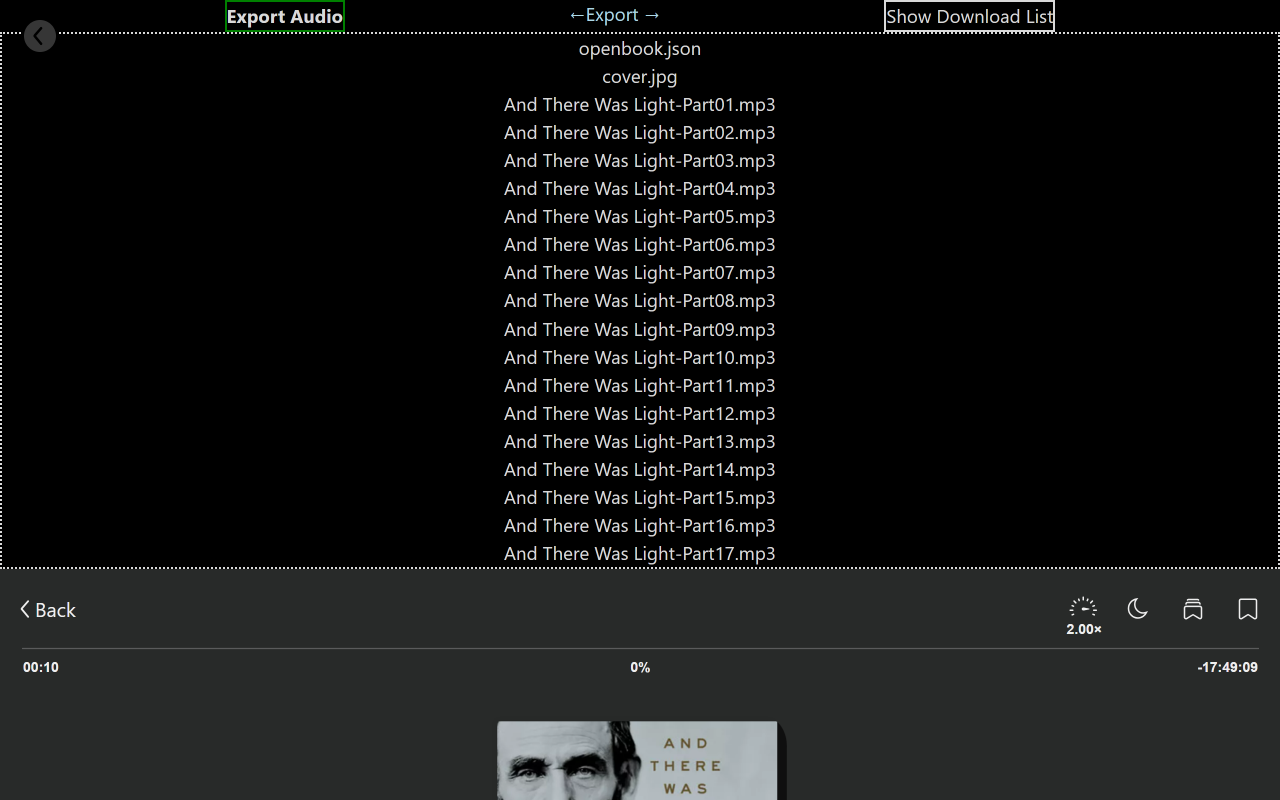 Export Audio
←Export →
Show Download List
openbook.json
cover.jpg
And There Was Light-Part01.mp3
And There Was Light-Part02.mp3
And There Was Light-Part03.mp3
And There Was Light-Part04.mp3
And There Was Light-Part05.mp3
And There Was Light-Part06.mp3
And There Was Light-Part07.mp3
And There Was Light-Part08.mp3
And There Was Light-Part09.mp3
And There Was Light-Part10.mp3
And There Was Light-Part11.mp3
And There Was Light-Part12.mp3
And There Was Light-Part13.mp3
And There Was Light-Part14.mp3
And There Was Light-Part15.mp3
And There Was Light-Part16.mp3
And There Was Light-Part17.mp3
Back
2.00×
00:10
0%
-17:49:09
AND
THERE
WAS